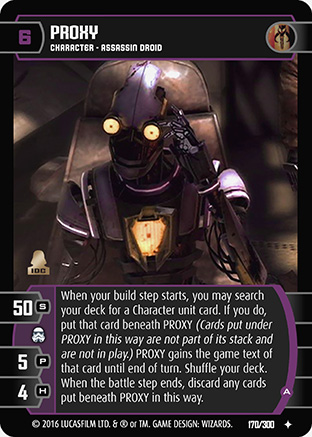 6
PROXY
CHARACTER - ASSASSIN DROID
IDC
50 S
5 P
4 H
When your build step starts, you may search
your deck for a Character unit card. If you do,
put that card beneath PROXY (Cards put under
PROXY in this way are not part of its stack and
are not in play.) PROXY gains the game text of
that card until end of turn. Shuffle your deck.
When the battle step ends, discard any cards
put beneath PROXY in this way.
A
© 2016 LUCASFILM LTD. & ® or TM. GAME DESIGN: WIZARDS.
170/300